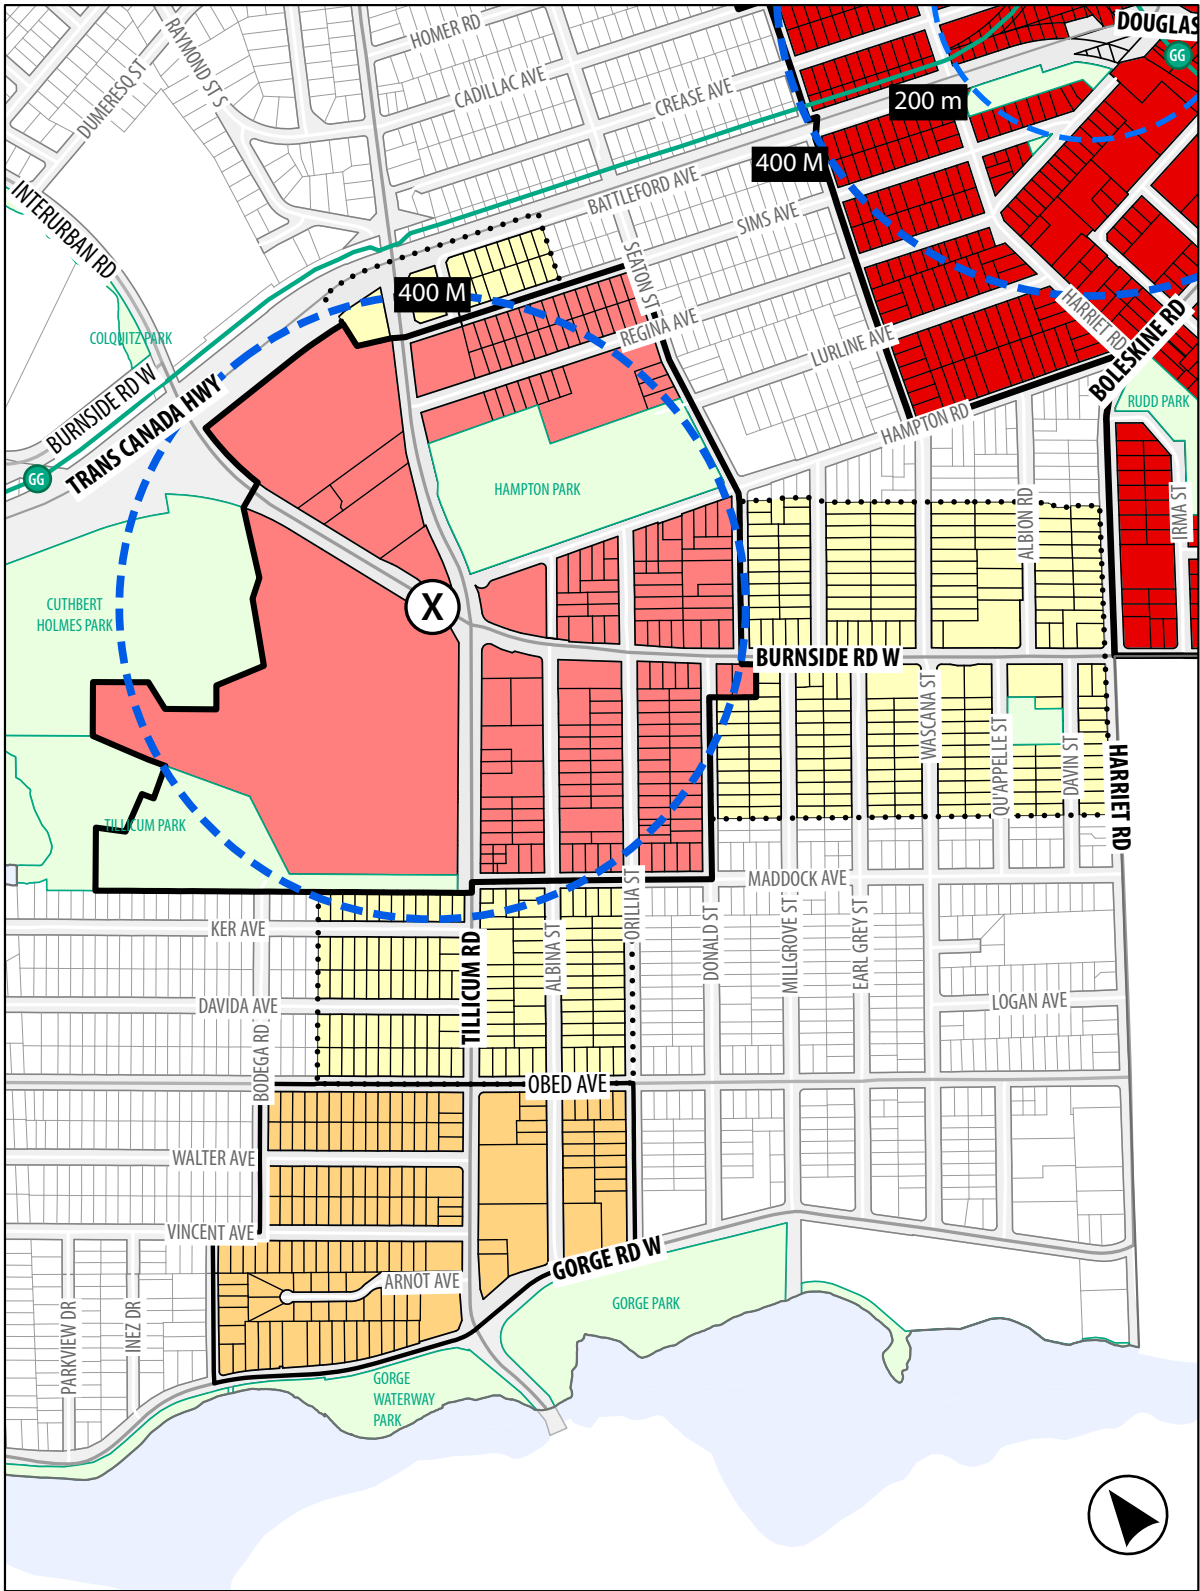 HOMER RD
DOUGLAS
RAYMOND ST S
GG
CADILLAC AVE
DUMERESQ ST
CREASE AVE
200 m
400 M
INTERURBAN RD
BATTLEFORD AVE
SIMS AVE
SEATON ST
400 M
HARRIET RD
REGINA AVE
COLQUITZ PARK
LURLINE AVE
BOLESKINE RD
BURNSIDE RD W
RUDD PARK
TRANS CANADA HWY
HAMPTON RD
GG
HAMPTON PARK
IRMA ST
ALBION RD
CUTHBERT
HOLMES PARK
X
BURNSIDE RD W
WASCANA ST
QU'APPELLE ST
DAVIN ST
HARRIET RD
TILLICUM PARK
MADDOCK AVE
ORILLIA ST
KER AVE
DONALD ST
MILLGROVE ST
EARL GREY ST
ALBINA ST
TILLICUM RD
DAVIDA AVE
LOGAN AVE
BODEGA RD
OBED AVE
WALTER AVE
VINCENT AVE
GORGE RD W
ARNOT AVE
GORGE PARK
PARKVIEW DR
INEZ DR
GORGE
WATERWAY
PARK